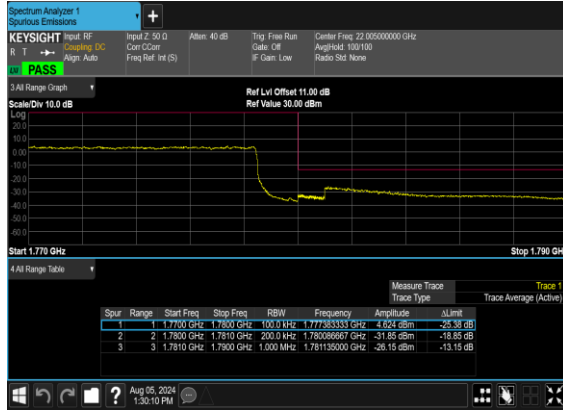 Spectrum Analyzer 1
Spurious Emissions
KEYSIGHT Input: RF Input Z: 50 Ω Atten: 40 dB Trig: Free Run Center Freq: 22.005000000 GHz
R T Coupling: DC Corr CCorr Gate: Off Avg|Hold: 100/100
Align: Auto Freq Ref: Int (S) IF Gain: Low Radio Std: None
LXI PASS
3 All Range Graph
Ref Lvl Offset 11.00 dB
Scale/Div 10.0 dB Ref Value 30.00 dBm
Log
20.0
10.0
0.00
-10.0
-20.0
-30.0
-40.0
-50.0
-60.0
Start 1.770 GHz Stop 1.790 GH
4 All Range Table
Measure Trace Trace 1
Trace Type Trace Average (Active)
Spur Range Start Freq Stop Freq RBW Frequency Amplitude ΔLimit
1 1 1.7700 GHz 1.7800 GHz 100.0 kHz 1.777383333 GHz 4.624 dBm -25.38 dB
2 2 1.7800 GHz 1.7810 GHz 200.0 kHz 1.780086667 GHz -31.85 dBm -18.85 dB
3 3 1.7810 GHz 1.7900 GHz 1.000 MHz 1.781135000 GHz -26.15 dBm -13.15 dB
Aug 05, 2024
1:30:10 PM